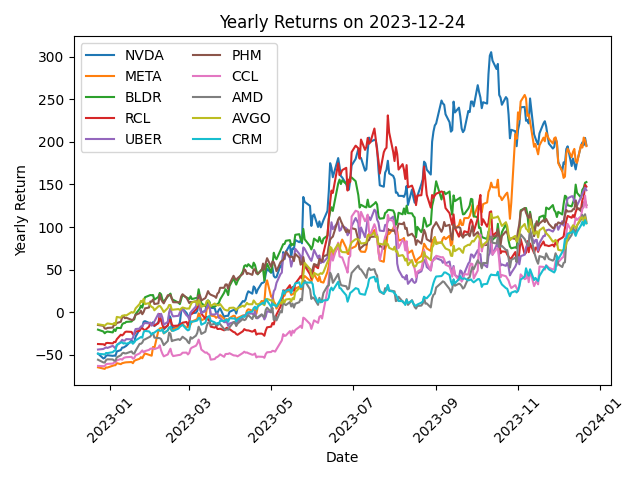 Yearly Returns on 2023-12-24
NVDA
META
BLDR
RCL
UBER
PHM
CCL
AMD
AVGO
CRM
Yearly Return
300
250
200
150
100
50
0
−50
2023-01
2023-03
2023-05
2023-07
2023-09
2023-11
2024-01
Date